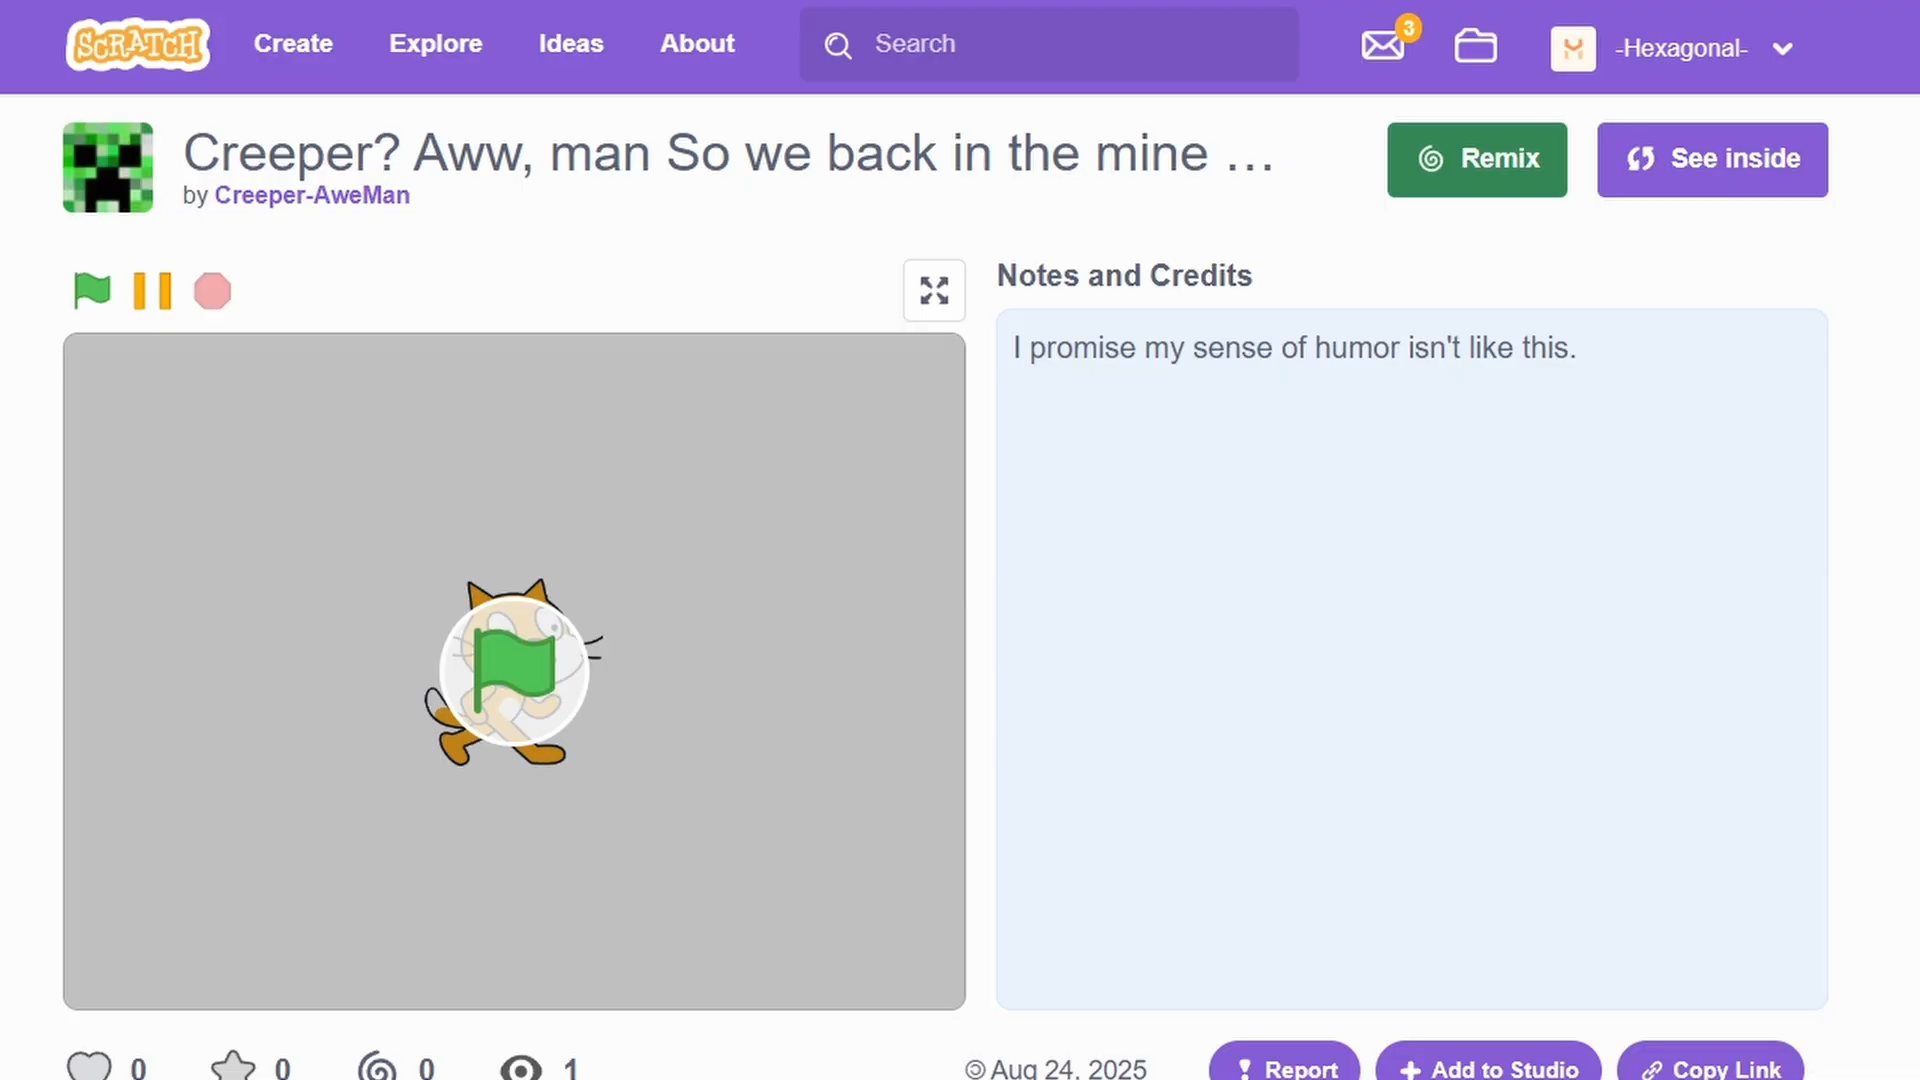 SCRATCH Create Explore Ideas About Search 3 -Hexagonal-
Creeper? Aww, man So we back in the mine …
by Creeper-AweMan
Remix See inside
Notes and Credits
I promise my sense of humor isn't like this.
0 0 0 1 © Aug 24, 2025 Report Add to Studio Copy Link